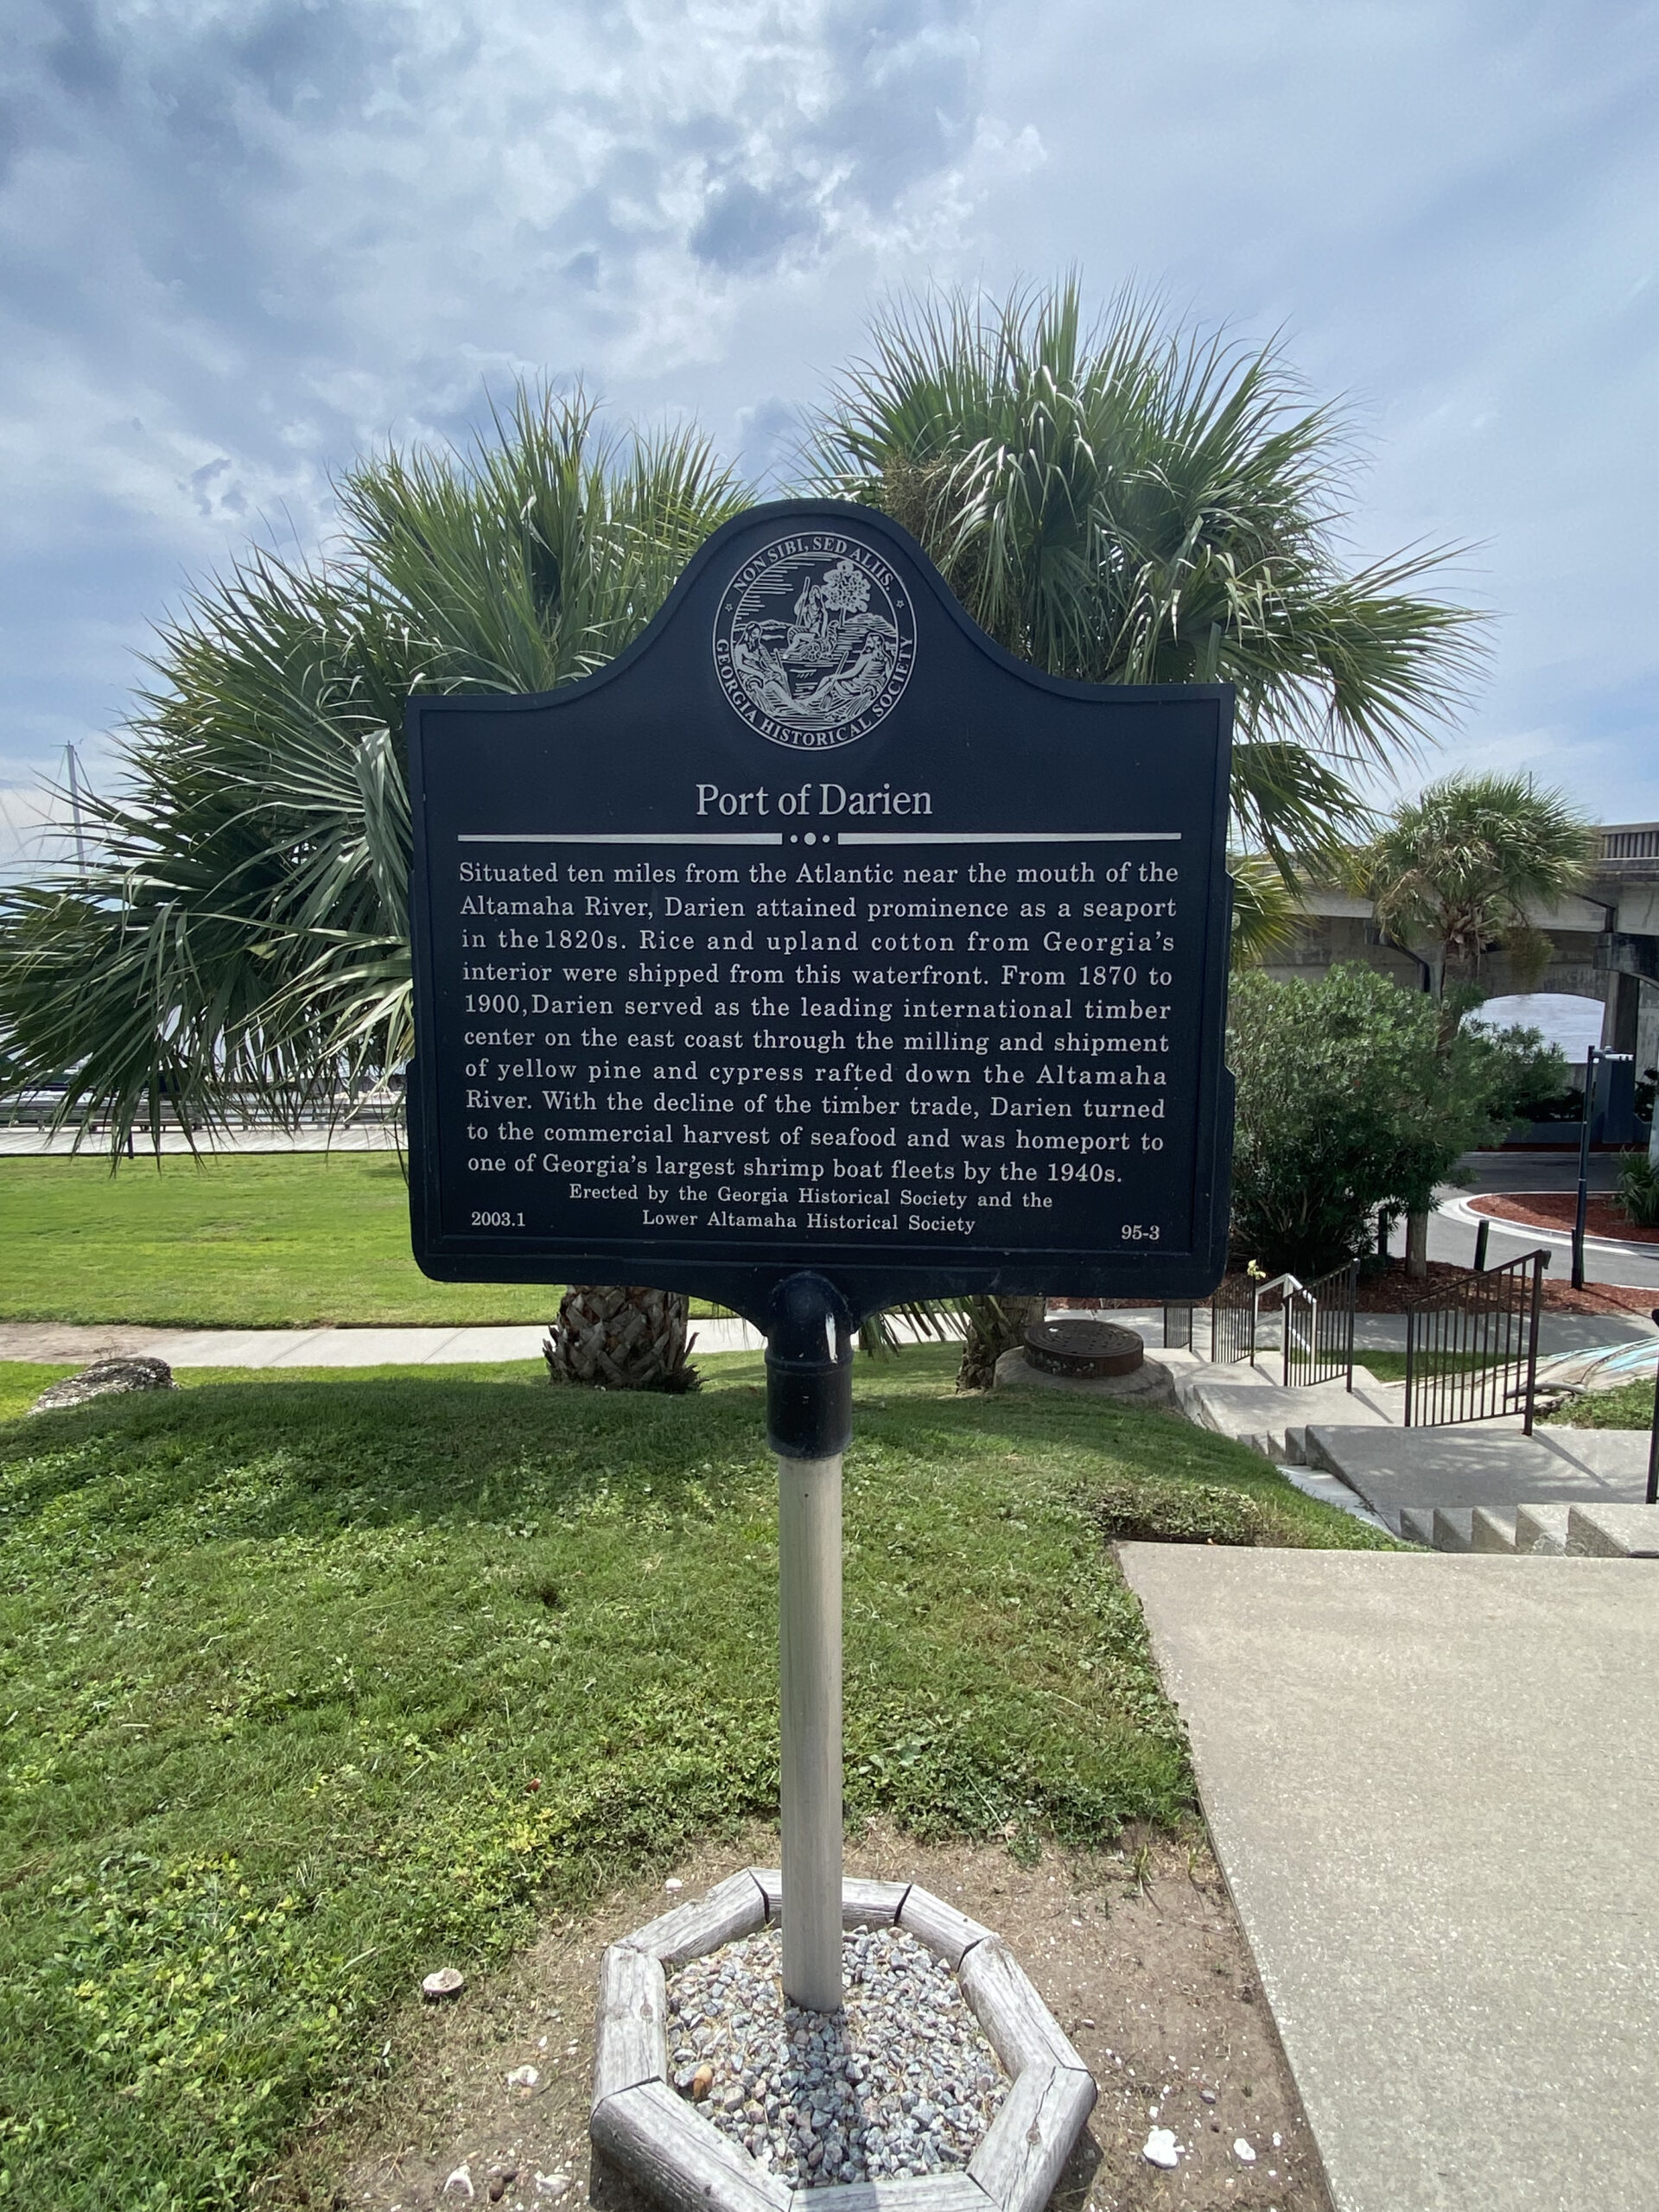 NON SIBI, SED ALIIS.
GEORGIA HISTORICAL SOCIETY
Port of Darien
Situated ten miles from the Atlantic near the mouth of the
Altamaha River, Darien attained prominence as a seaport
in the 1820s. Rice and upland cotton from Georgia's
interior were shipped from this waterfront. From 1870 to
1900, Darien served as the leading international timber
center on the east coast through the milling and shipment
of yellow pine and cypress rafted down the Altamaha
River. With the decline of the timber trade, Darien turned
to the commercial harvest of seafood and was homeport to
one of Georgia's largest shrimp boat fleets by the 1940s.
Erected by the Georgia Historical Society and the
Lower Altamaha Historical Society
2003.1
95-3